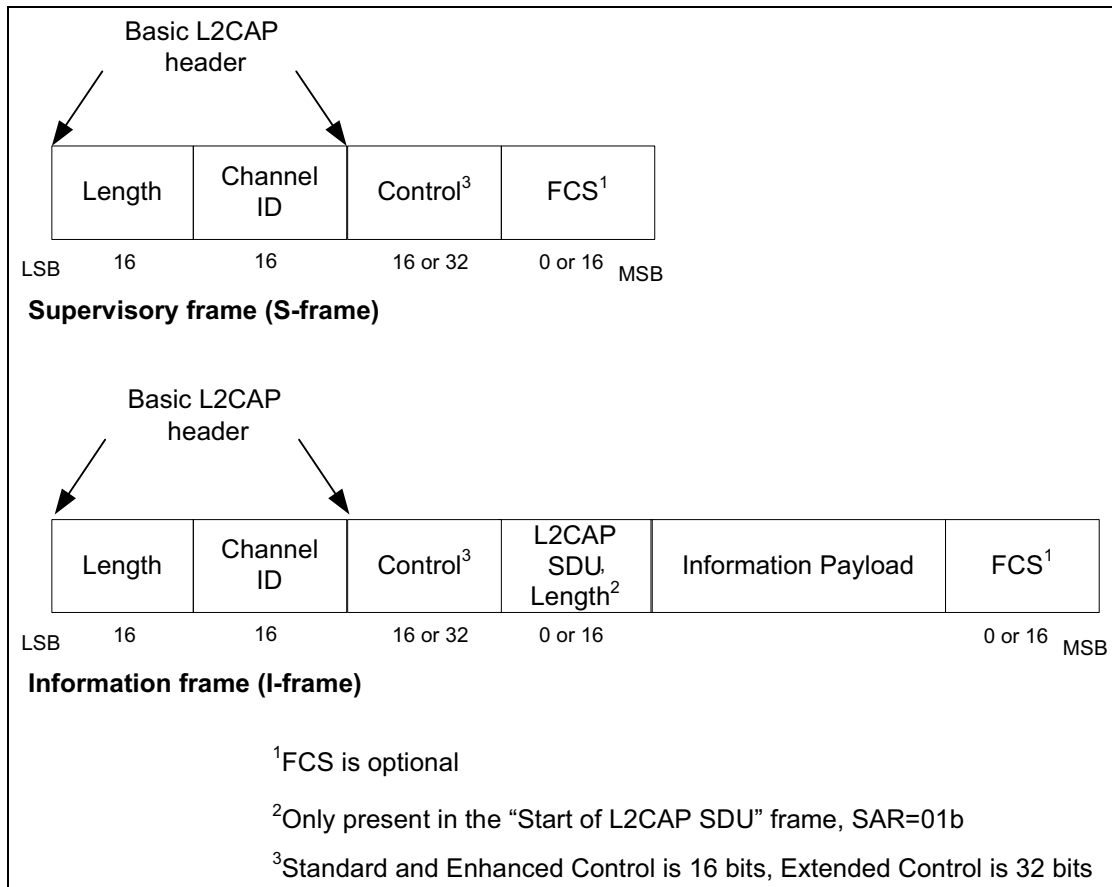 Basic L2CAP
header
Length
Channel
ID
Control³
FCS¹
LSB
16
16
16 or 32
0 or 16
MSB
Supervisory frame (S-frame)
Basic L2CAP
header
Length
Channel
ID
Control³
L2CAP
SDU,
Length²
Information Payload
FCS¹
LSB
16
16
16 or 32
0 or 16
0 or 16
MSB
Information frame (I-frame)
¹FCS is optional
²Only present in the “Start of L2CAP SDU” frame, SAR=01b
³Standard and Enhanced Control is 16 bits, Extended Control is 32 bits